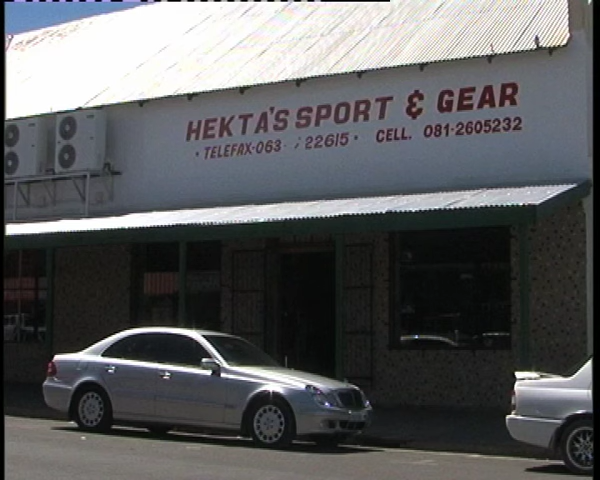 HEKTA'S SPORT & GEAR
• TELEFAX-063 22615 • CELL. 081-2605232